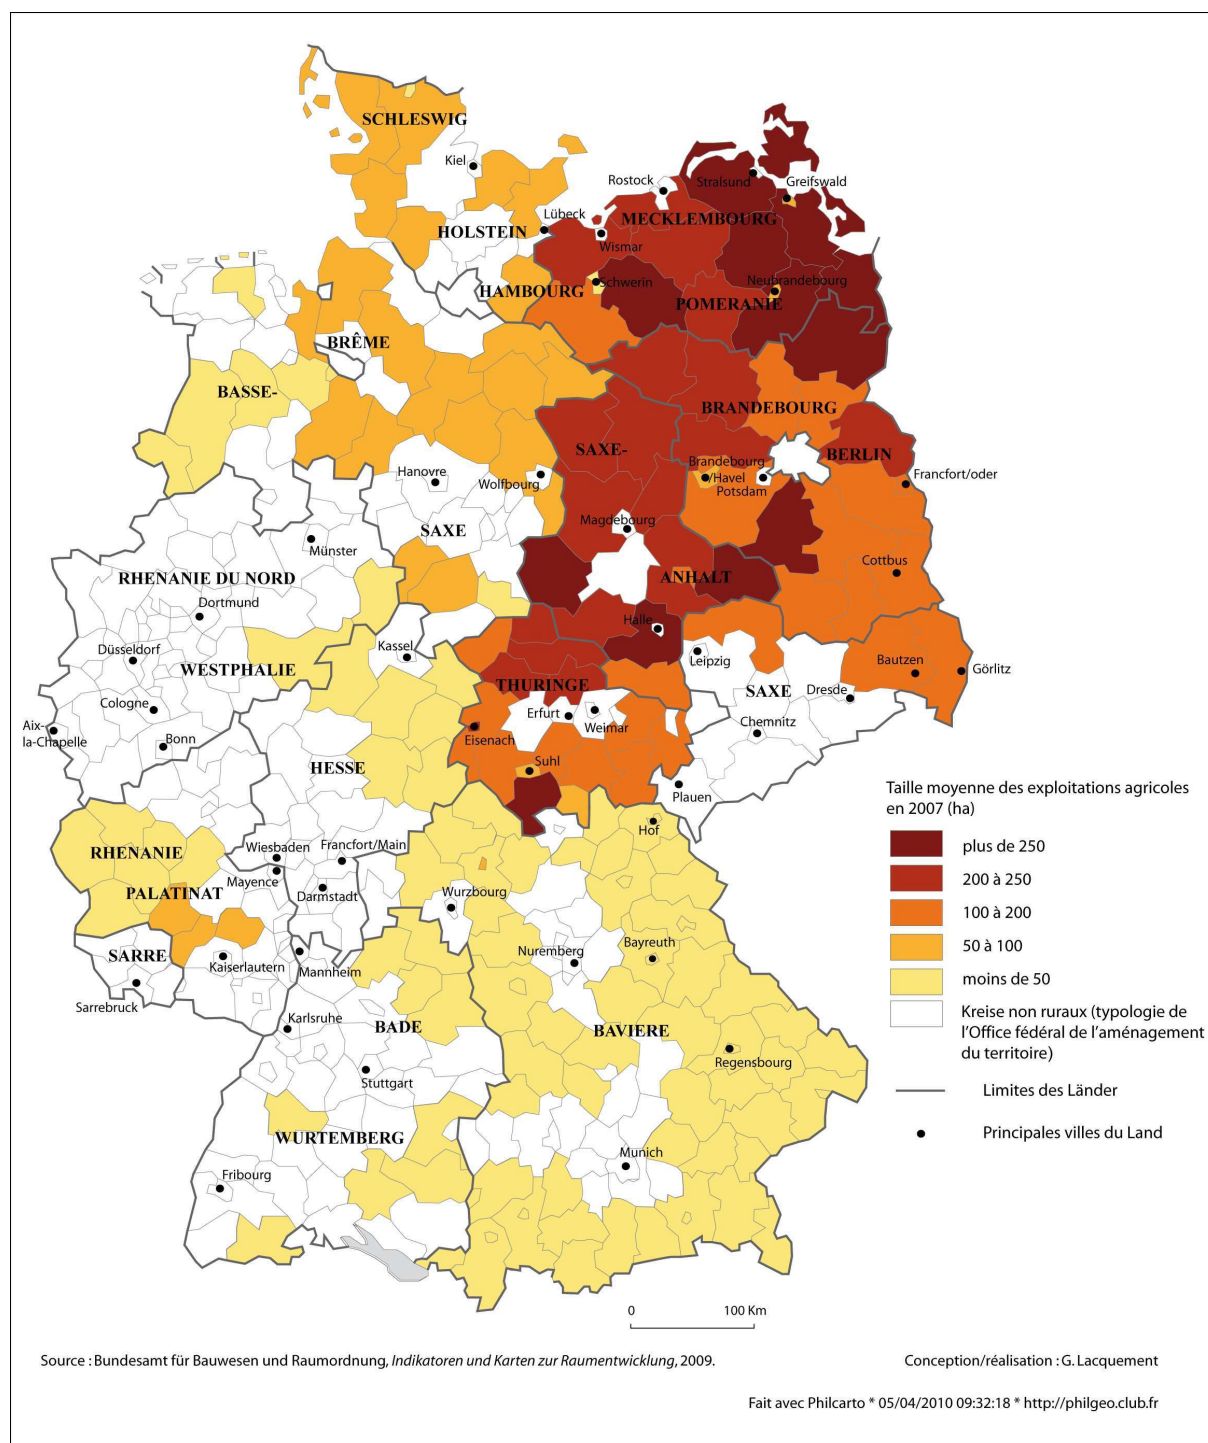 SCHLESWIG
Kiel
Rostock
Stralsund
Greifswald
Lübeck
MECKLEMBOURG
HOLSTEIN
Wismar
HAMBOURG
Schwerin
Neubrandebourg
POMERANIE
BRÊME
BASSE-
BRANDEBOURG
SAXE-
BERLIN
Brandebourg
/Havel
Potsdam
Francfort/oder
Hanovre
Wolfbourg
Magdebourg
SAXE
Münster
Cottbus
RHENANIE DU NORD
ANHALT
Dortmund
Halle
Düsseldorf
WESTPHALIE
Kassel
Leipzig
Bautzen
Görlitz
THURINGE
SAXE
Dresde
Cologne
Erfurt
Weimar
Chemnitz
Aix-
la-Chapelle
Bonn
Eisenach
HESSE
Suhl
Plauen
Hof
RHENANIE
Wiesbaden
Francfort/Main
Mayence
PALATINAT
Darmstadt
Wurzbourg
SARRE
Kaiserlautern
Mannheim
Nuremberg
Bayreuth
Sarrebruck
Karlsruhe
BADE
BAVIERE
Stuttgart
Regensbourg
WURTEMBERG
Munich
Fribourg
Taille moyenne des exploitations agricoles
en 2007 (ha)
plus de 250
200 à 250
100 à 200
50 à 100
moins de 50
Kreise non ruraux (typologie de
l'Office fédéral de l'aménagement
du territoire)
Limites des Länder
Principales villes du Land
0 100 Km
Source : Bundesamt für Bauwesen und Raumordnung, Indikatoren und Karten zur Raumentwicklung, 2009.
Conception/réalisation : G. Lacquement
Fait avec Philcarto * 05/04/2010 09:32:18 * http://philgeo.club.fr